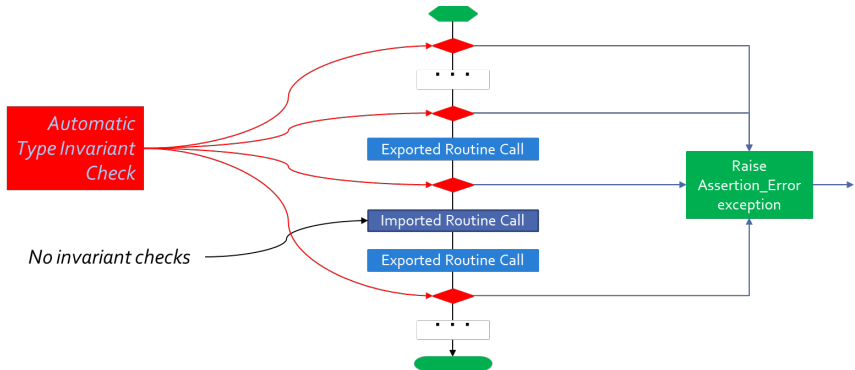 . . .
Automatic
Type Invariant
Check
Exported Routine Call
Raise
Assertion_Error
exception
Imported Routine Call
No invariant checks
Exported Routine Call
. . .